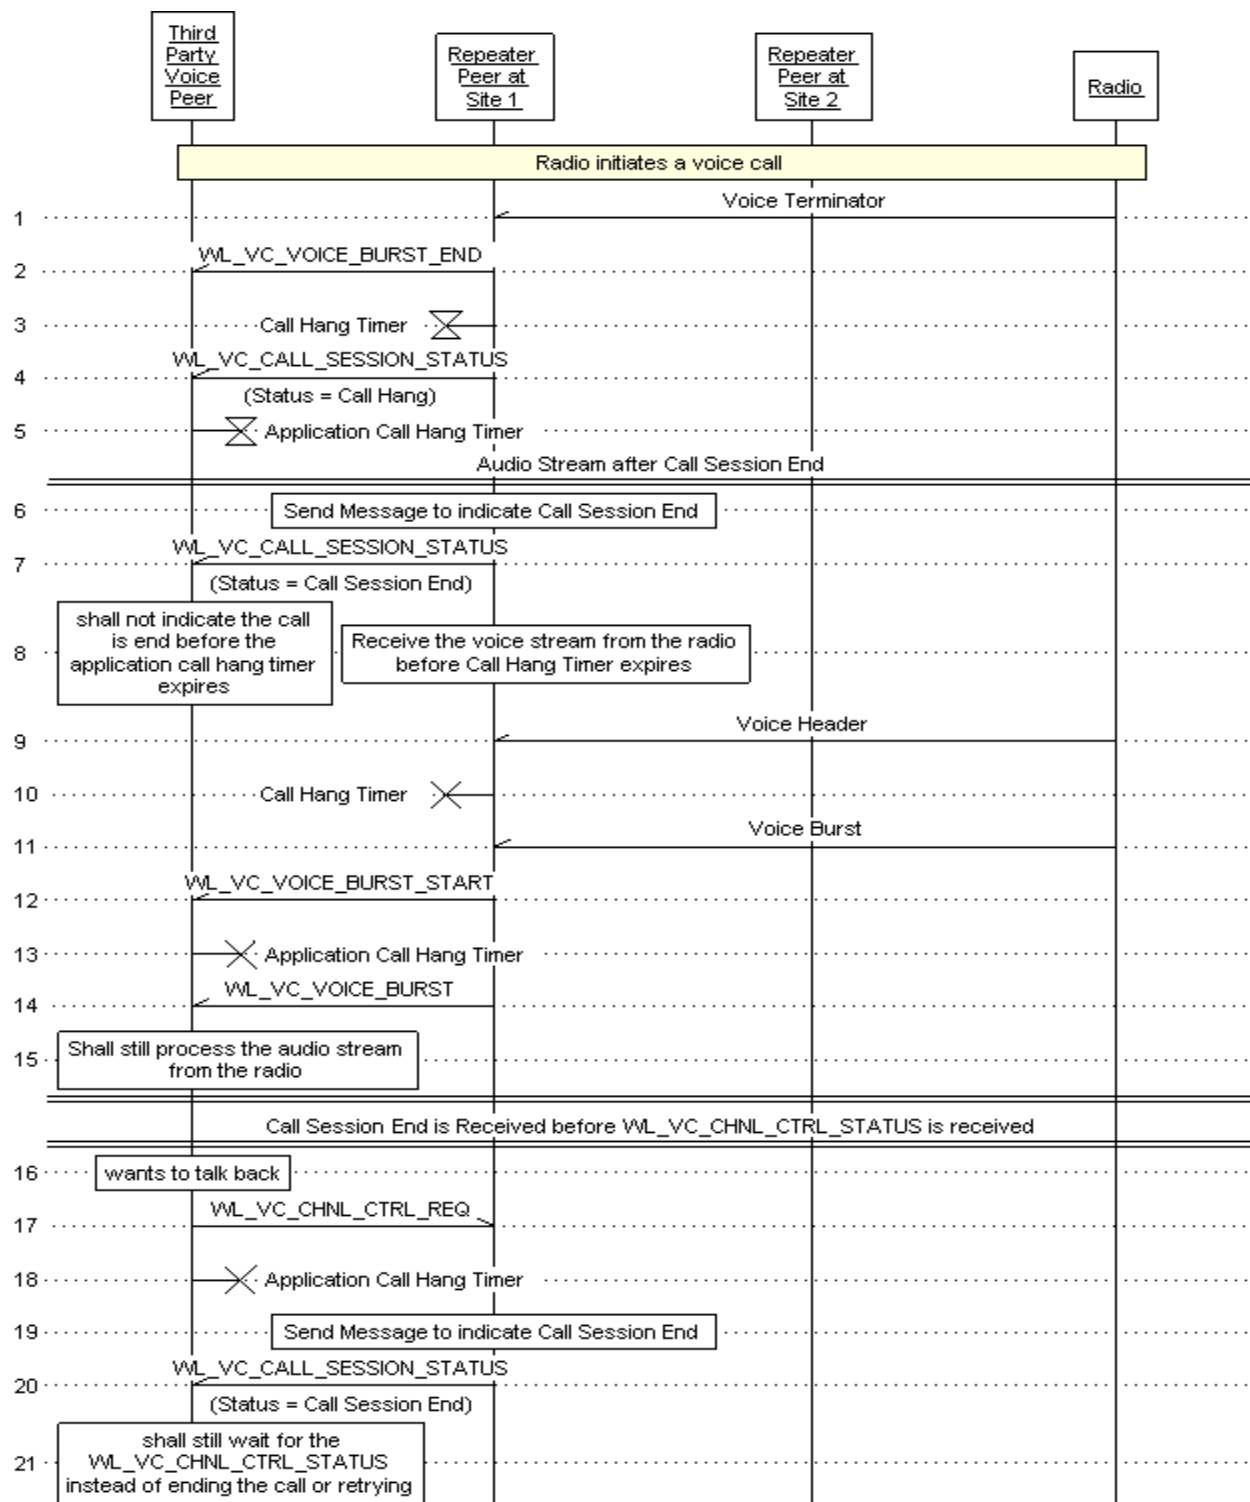 Third
Party
Voice
Peer
Repeater
Peer at
Site 1
Repeater
Peer at
Site 2
Radio
Radio initiates a voice call
1
Voice Terminator
2
WL_VC_VOICE_BURST_END
3
Call Hang Timer
4
WL_VC_CALL_SESSION_STATUS
(Status = Call Hang)
5
Application Call Hang Timer
Audio Stream after Call Session End
6
Send Message to indicate Call Session End
7
WL_VC_CALL_SESSION_STATUS
(Status = Call Session End)
8
shall not indicate the call
is end before the
application call hang timer
expires
Receive the voice stream from the radio
before Call Hang Timer expires
9
Voice Header
10
Call Hang Timer
11
Voice Burst
12
WL_VC_VOICE_BURST_START
13
Application Call Hang Timer
14
WL_VC_VOICE_BURST
15
Shall still process the audio stream
from the radio
Call Session End is Received before WL_VC_CHNL_CTRL_STATUS is received
16
wants to talk back
17
WL_VC_CHNL_CTRL_REQ
18
Application Call Hang Timer
19
Send Message to indicate Call Session End
20
WL_VC_CALL_SESSION_STATUS
(Status = Call Session End)
21
shall still wait for the
WL_VC_CHNL_CTRL_STATUS
instead of ending the call or retrying